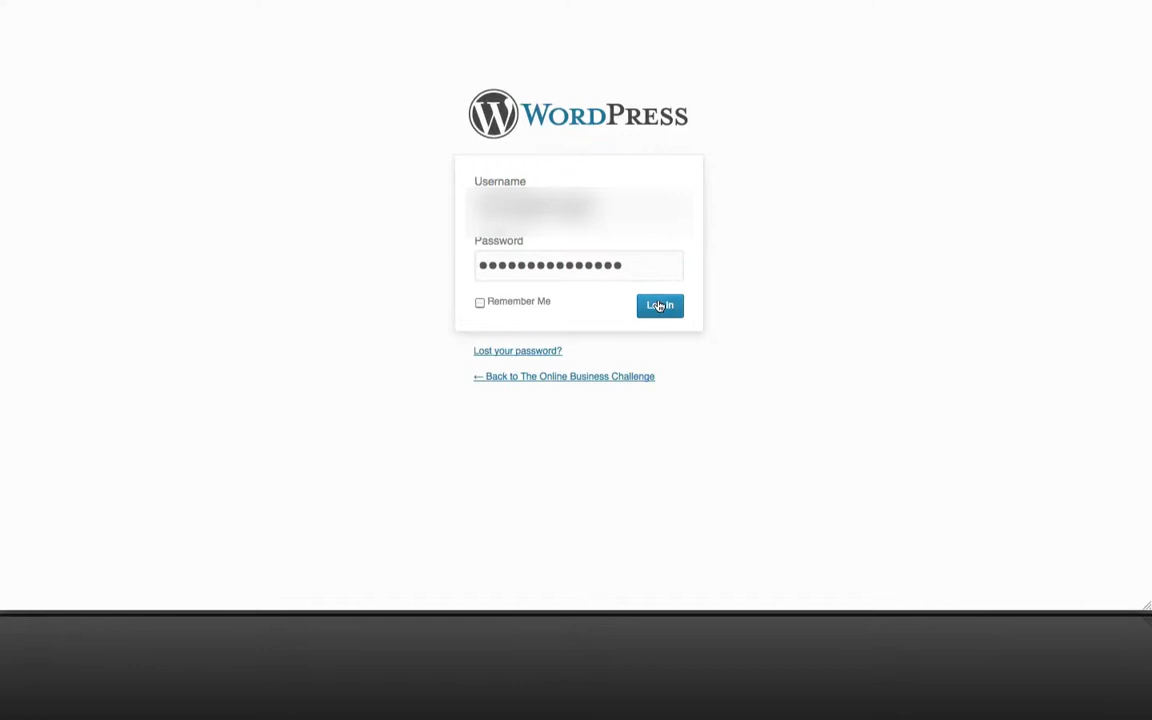 WORDPRESS
Username
Password
Remember Me
Log In
Lost your password?
← Back to The Online Business Challenge